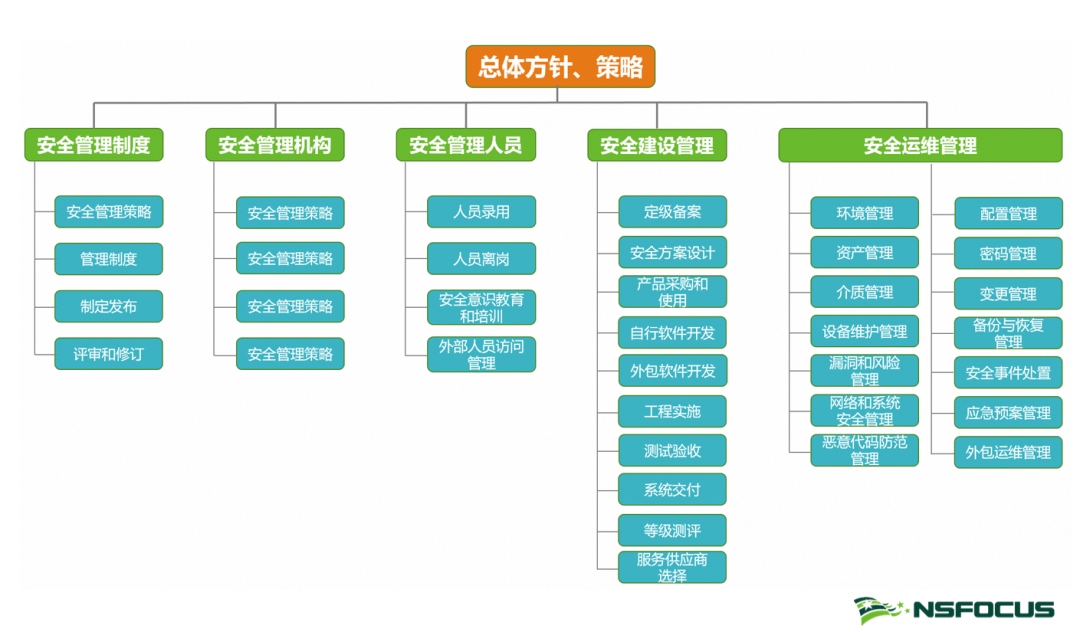 总体方针、策略
安全管理制度
安全管理策略
管理制度
制定发布
评审和修订
安全管理机构
安全管理策略
安全管理策略
安全管理策略
安全管理策略
安全管理人员
人员录用
人员离岗
安全意识教育
和培训
外部人员访问
管理
安全建设管理
定级备案
安全方案设计
产品采购和
使用
自行软件开发
外包软件开发
工程实施
测试验收
系统交付
等级测评
服务供应商
选择
安全运维管理
环境管理
资产管理
介质管理
设备维护管理
漏洞和风险
管理
网络和系统
安全管理
恶意代码防范
管理
配置管理
密码管理
变更管理
备份与恢复
管理
安全事件处置
应急预案管理
外包运维管理
NSFOCUS